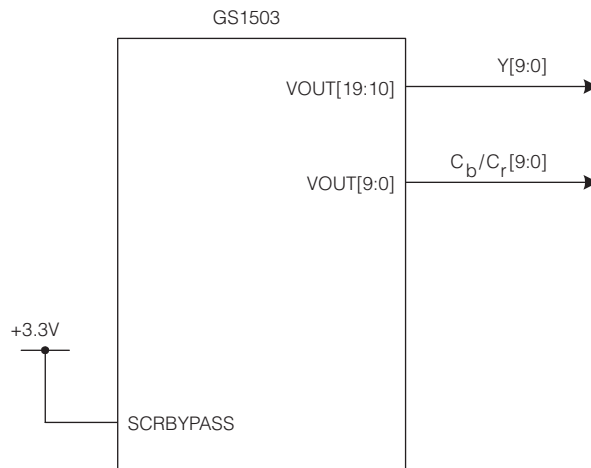 GS1503
VOUT[19:10]
Y[9:0]
VOUT[9:0]
Cb/Cr[9:0]
+3.3V
SCRBYPASS